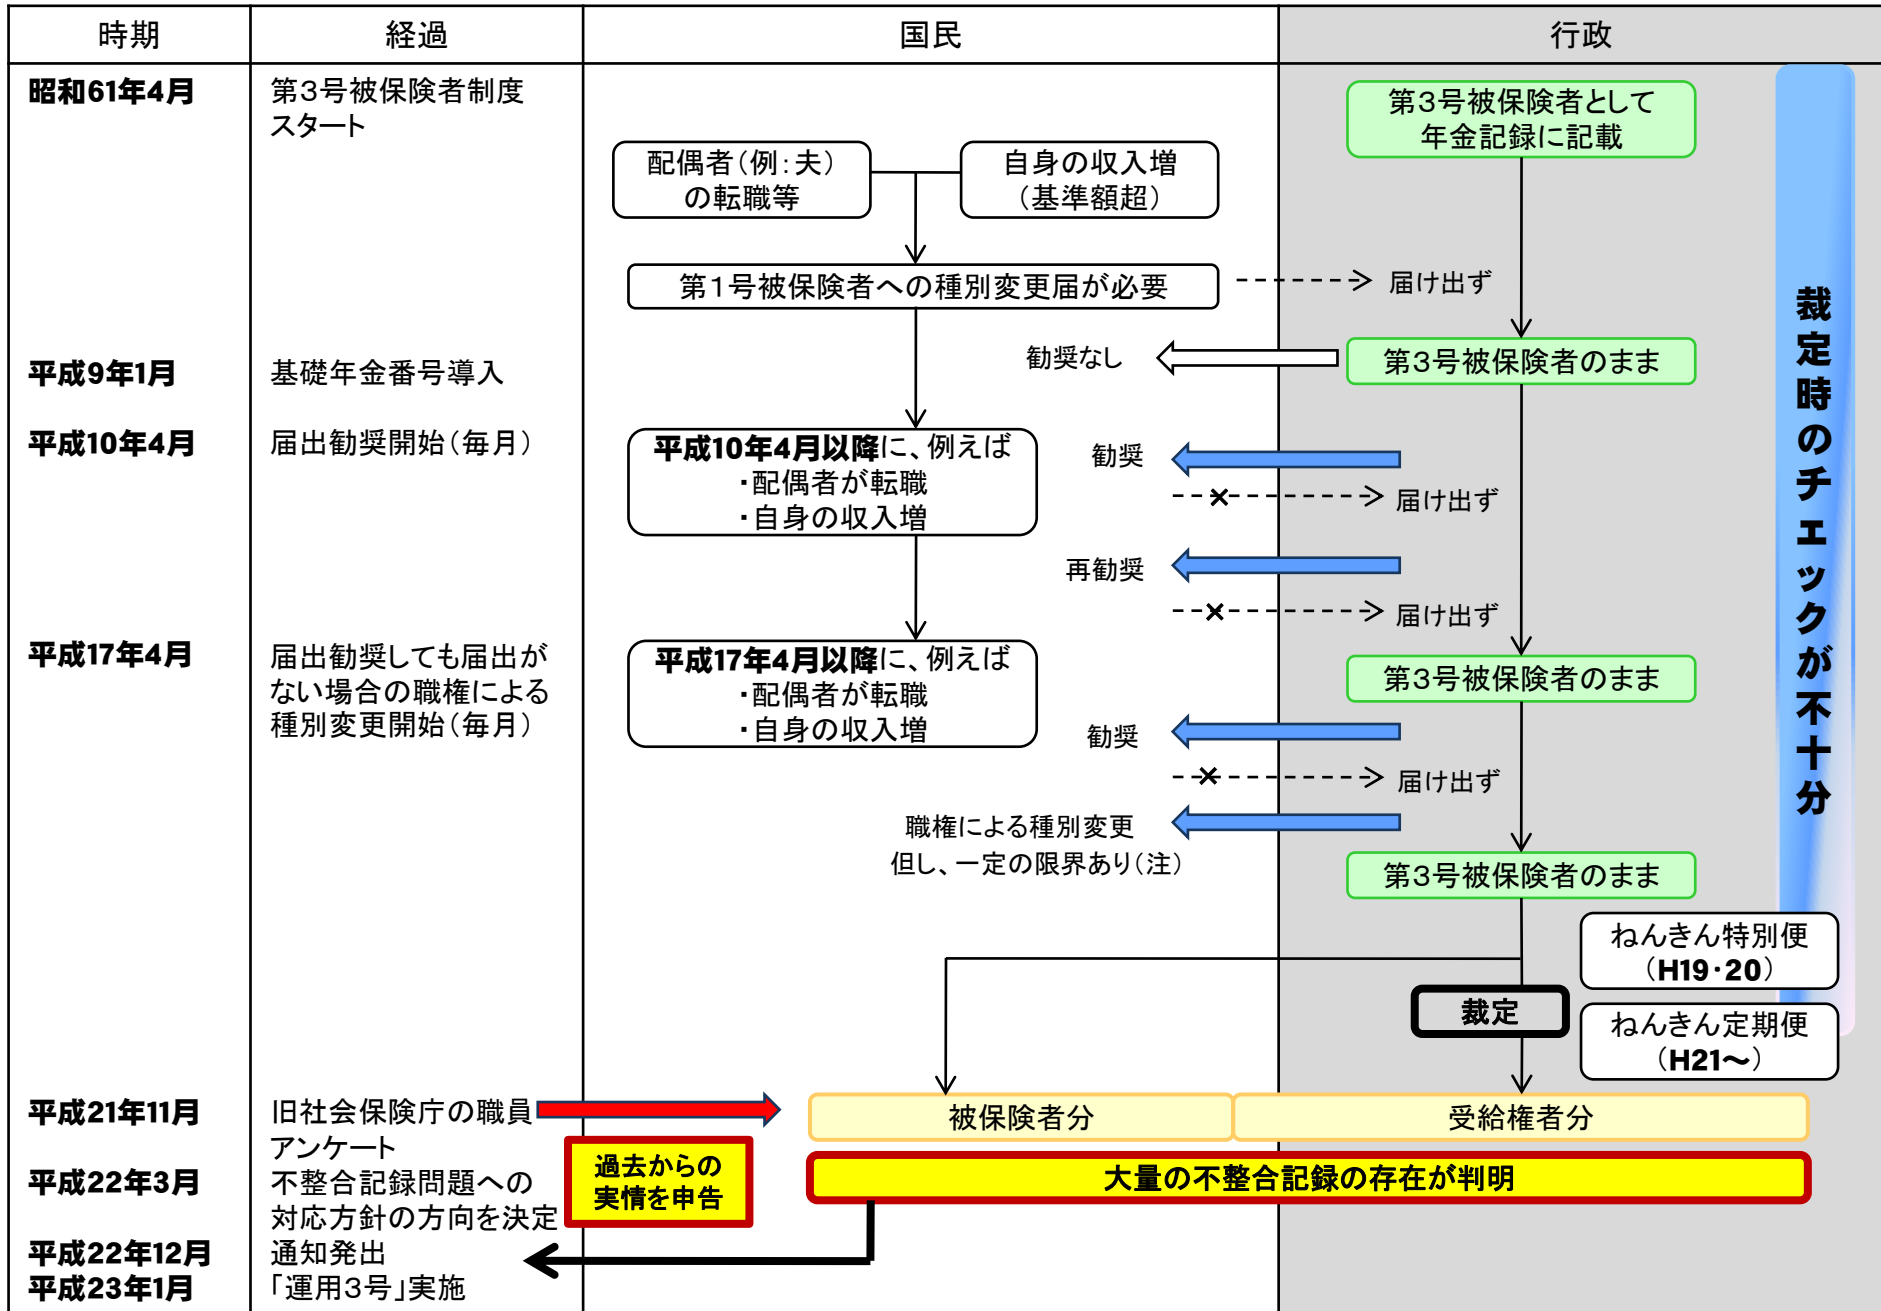 時期
経過
国民
行政
昭和61年4月
第3号被保険者制度
スタート
第3号被保険者として
年金記録に記載
配偶者（例：夫）
の転職等
自身の収入増
（基準額超）
第1号被保険者への種別変更届が必要
届け出ず
平成9年1月
基礎年金番号導入
勧奨なし
第3号被保険者のまま
平成10年4月
届出勧奨開始（毎月）
平成10年4月以降に、例えば
・配偶者が転職
・自身の収入増
勧奨
届け出ず
再勧奨
届け出ず
平成17年4月
届出勧奨しても届出が
ない場合の職権による
種別変更開始（毎月）
平成17年4月以降に、例えば
・配偶者が転職
・自身の収入増
第3号被保険者のまま
勧奨
届け出ず
職権による種別変更
但し、一定の限界あり（注）
第3号被保険者のまま
裁定時のチェックが不十分
ねんきん特別便
（H19・20）
裁定
ねんきん定期便
（H21～）
平成21年11月
旧社会保険庁の職員
アンケート
被保険者分
受給権者分
過去からの
実情を申告
大量の不整合記録の存在が判明
平成22年3月
不整合記録問題への
対応方針の方向を決定
平成22年12月
通知発出
平成23年1月
「運用3号」実施